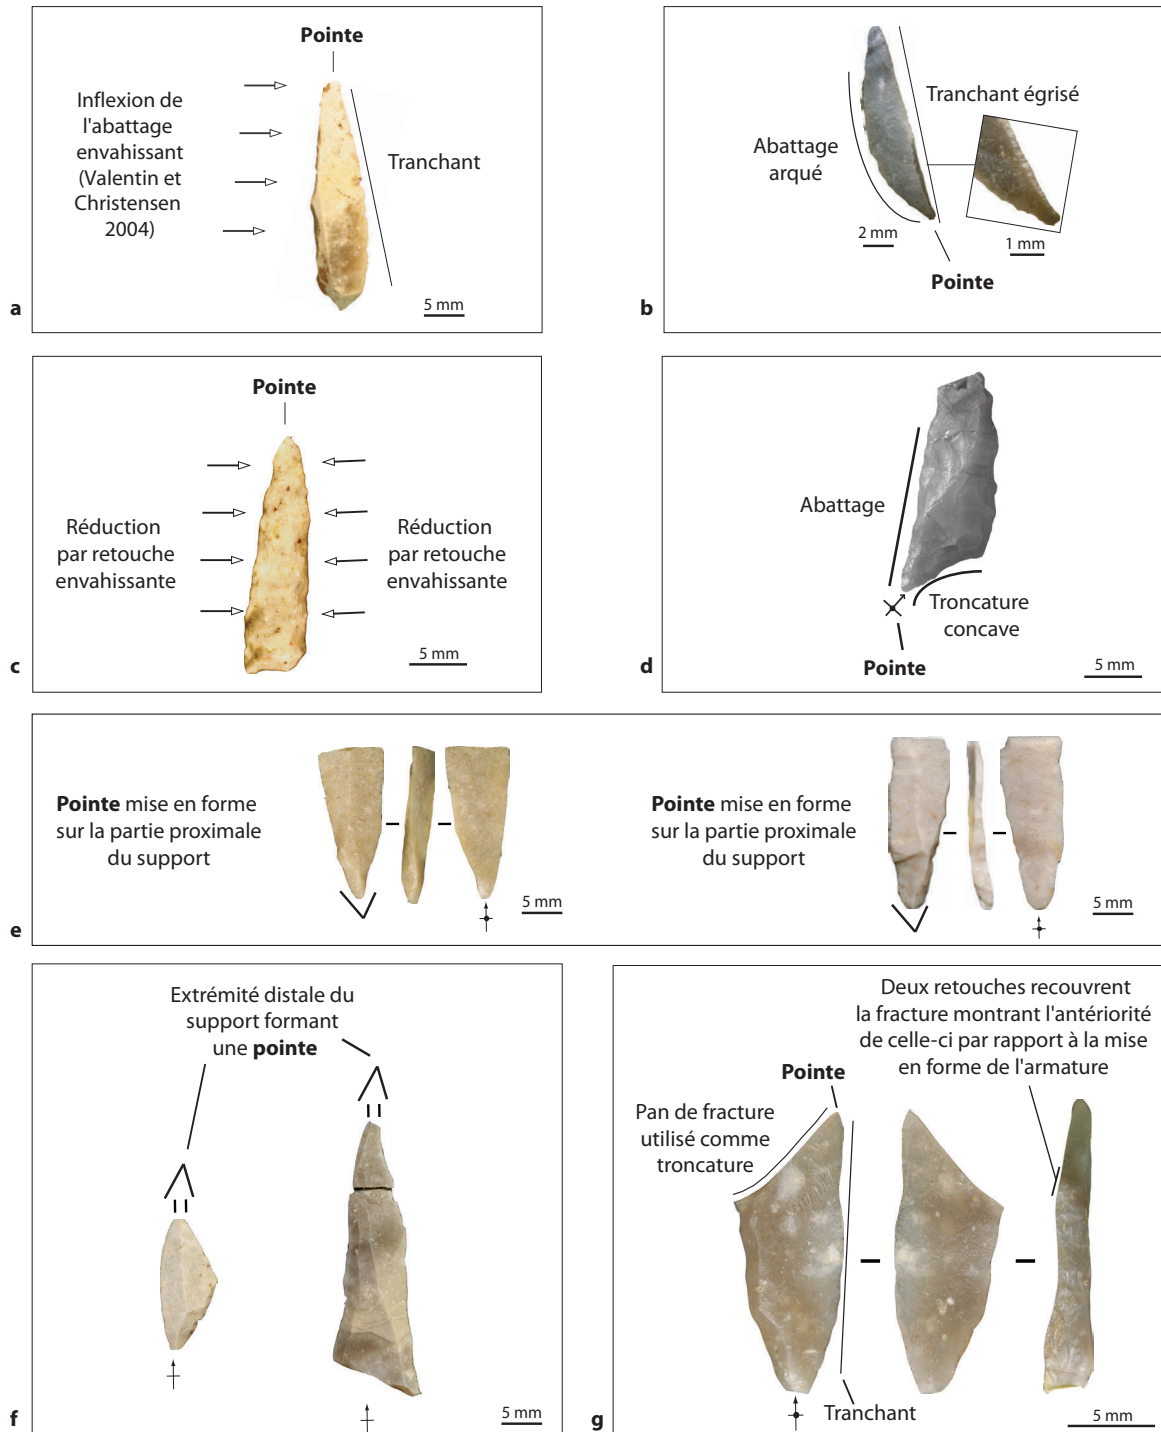 Pointe
Inflexion de
l'abattage
envahissant
(Valentin et
Christensen
2004)
Tranchant
5 mm
a
Tranchant égrisé
Abattage
arqué
2 mm
1 mm
Pointe
b
Pointe
Réduction
par retouche
envahissante
Réduction
par retouche
envahissante
5 mm
c
Abattage
Troncature
concave
Pointe
5 mm
d
Pointe mise en forme
sur la partie proximale
du support
5 mm
Pointe mise en forme
sur la partie proximale
du support
5 mm
e
Extrémité distale du
support formant
une pointe
5 mm
f
Deux retouches recouvrent
la fracture montrant l'antériorité
de celle-ci par rapport à la mise
en forme de l'armature
Pointe
Pan de fracture
utilisé comme
troncature
Tranchant
5 mm
g